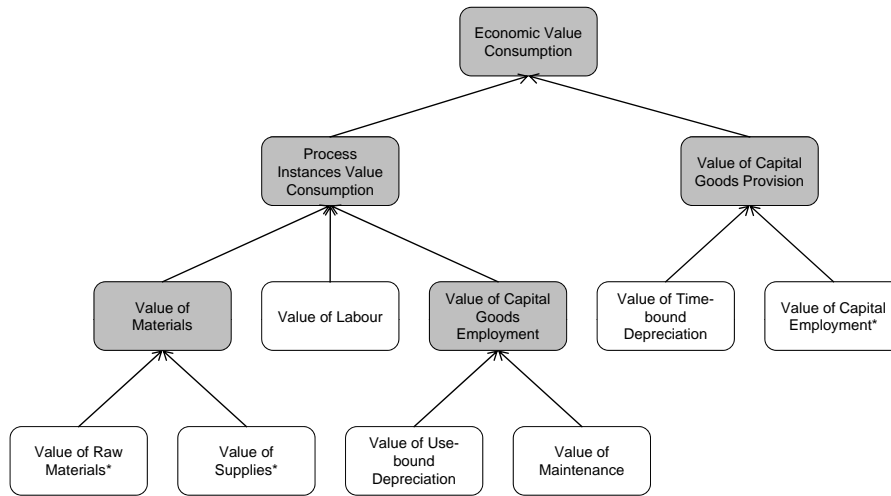 Economic Value
Consumption
Process
Instances Value
Consumption
Value of Capital
Goods Provision
Value of
Materials
Value of Labour
Value of Capital
Goods
Employment
Value of Time-
bound
Depreciation
Value of Capital
Employment*
Value of Raw
Materials*
Value of
Supplies*
Value of Use-
bound
Depreciation
Value of
Maintenance